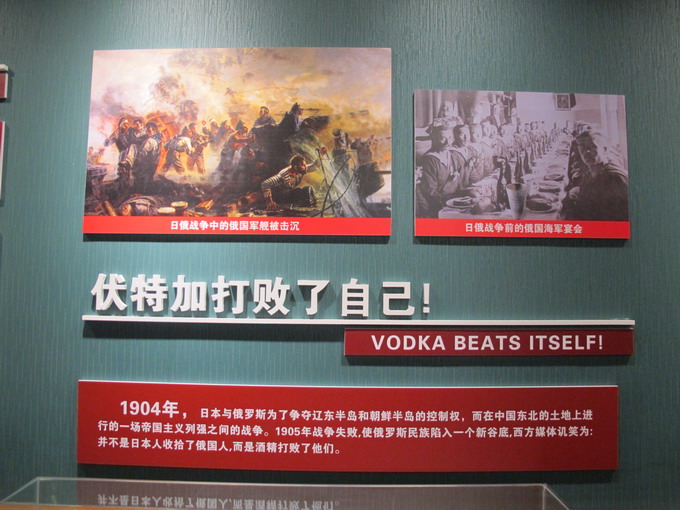 日俄战争中的俄国军舰被击沉
日俄战争前的俄国海军宴会
伏特加打败了自己!
VODKA BEATS ITSELF!
1904年，日本与俄罗斯为了争夺辽东半岛和朝鲜半岛的控制权，而在中国东北的土地上进
行的一场帝国主义列强之间的战争。1905年战争失败,使俄罗斯民族陷入一个新谷底,西方媒体讥笑为:
并不是日本人收拾了俄国人,而是酒精打败了他们。